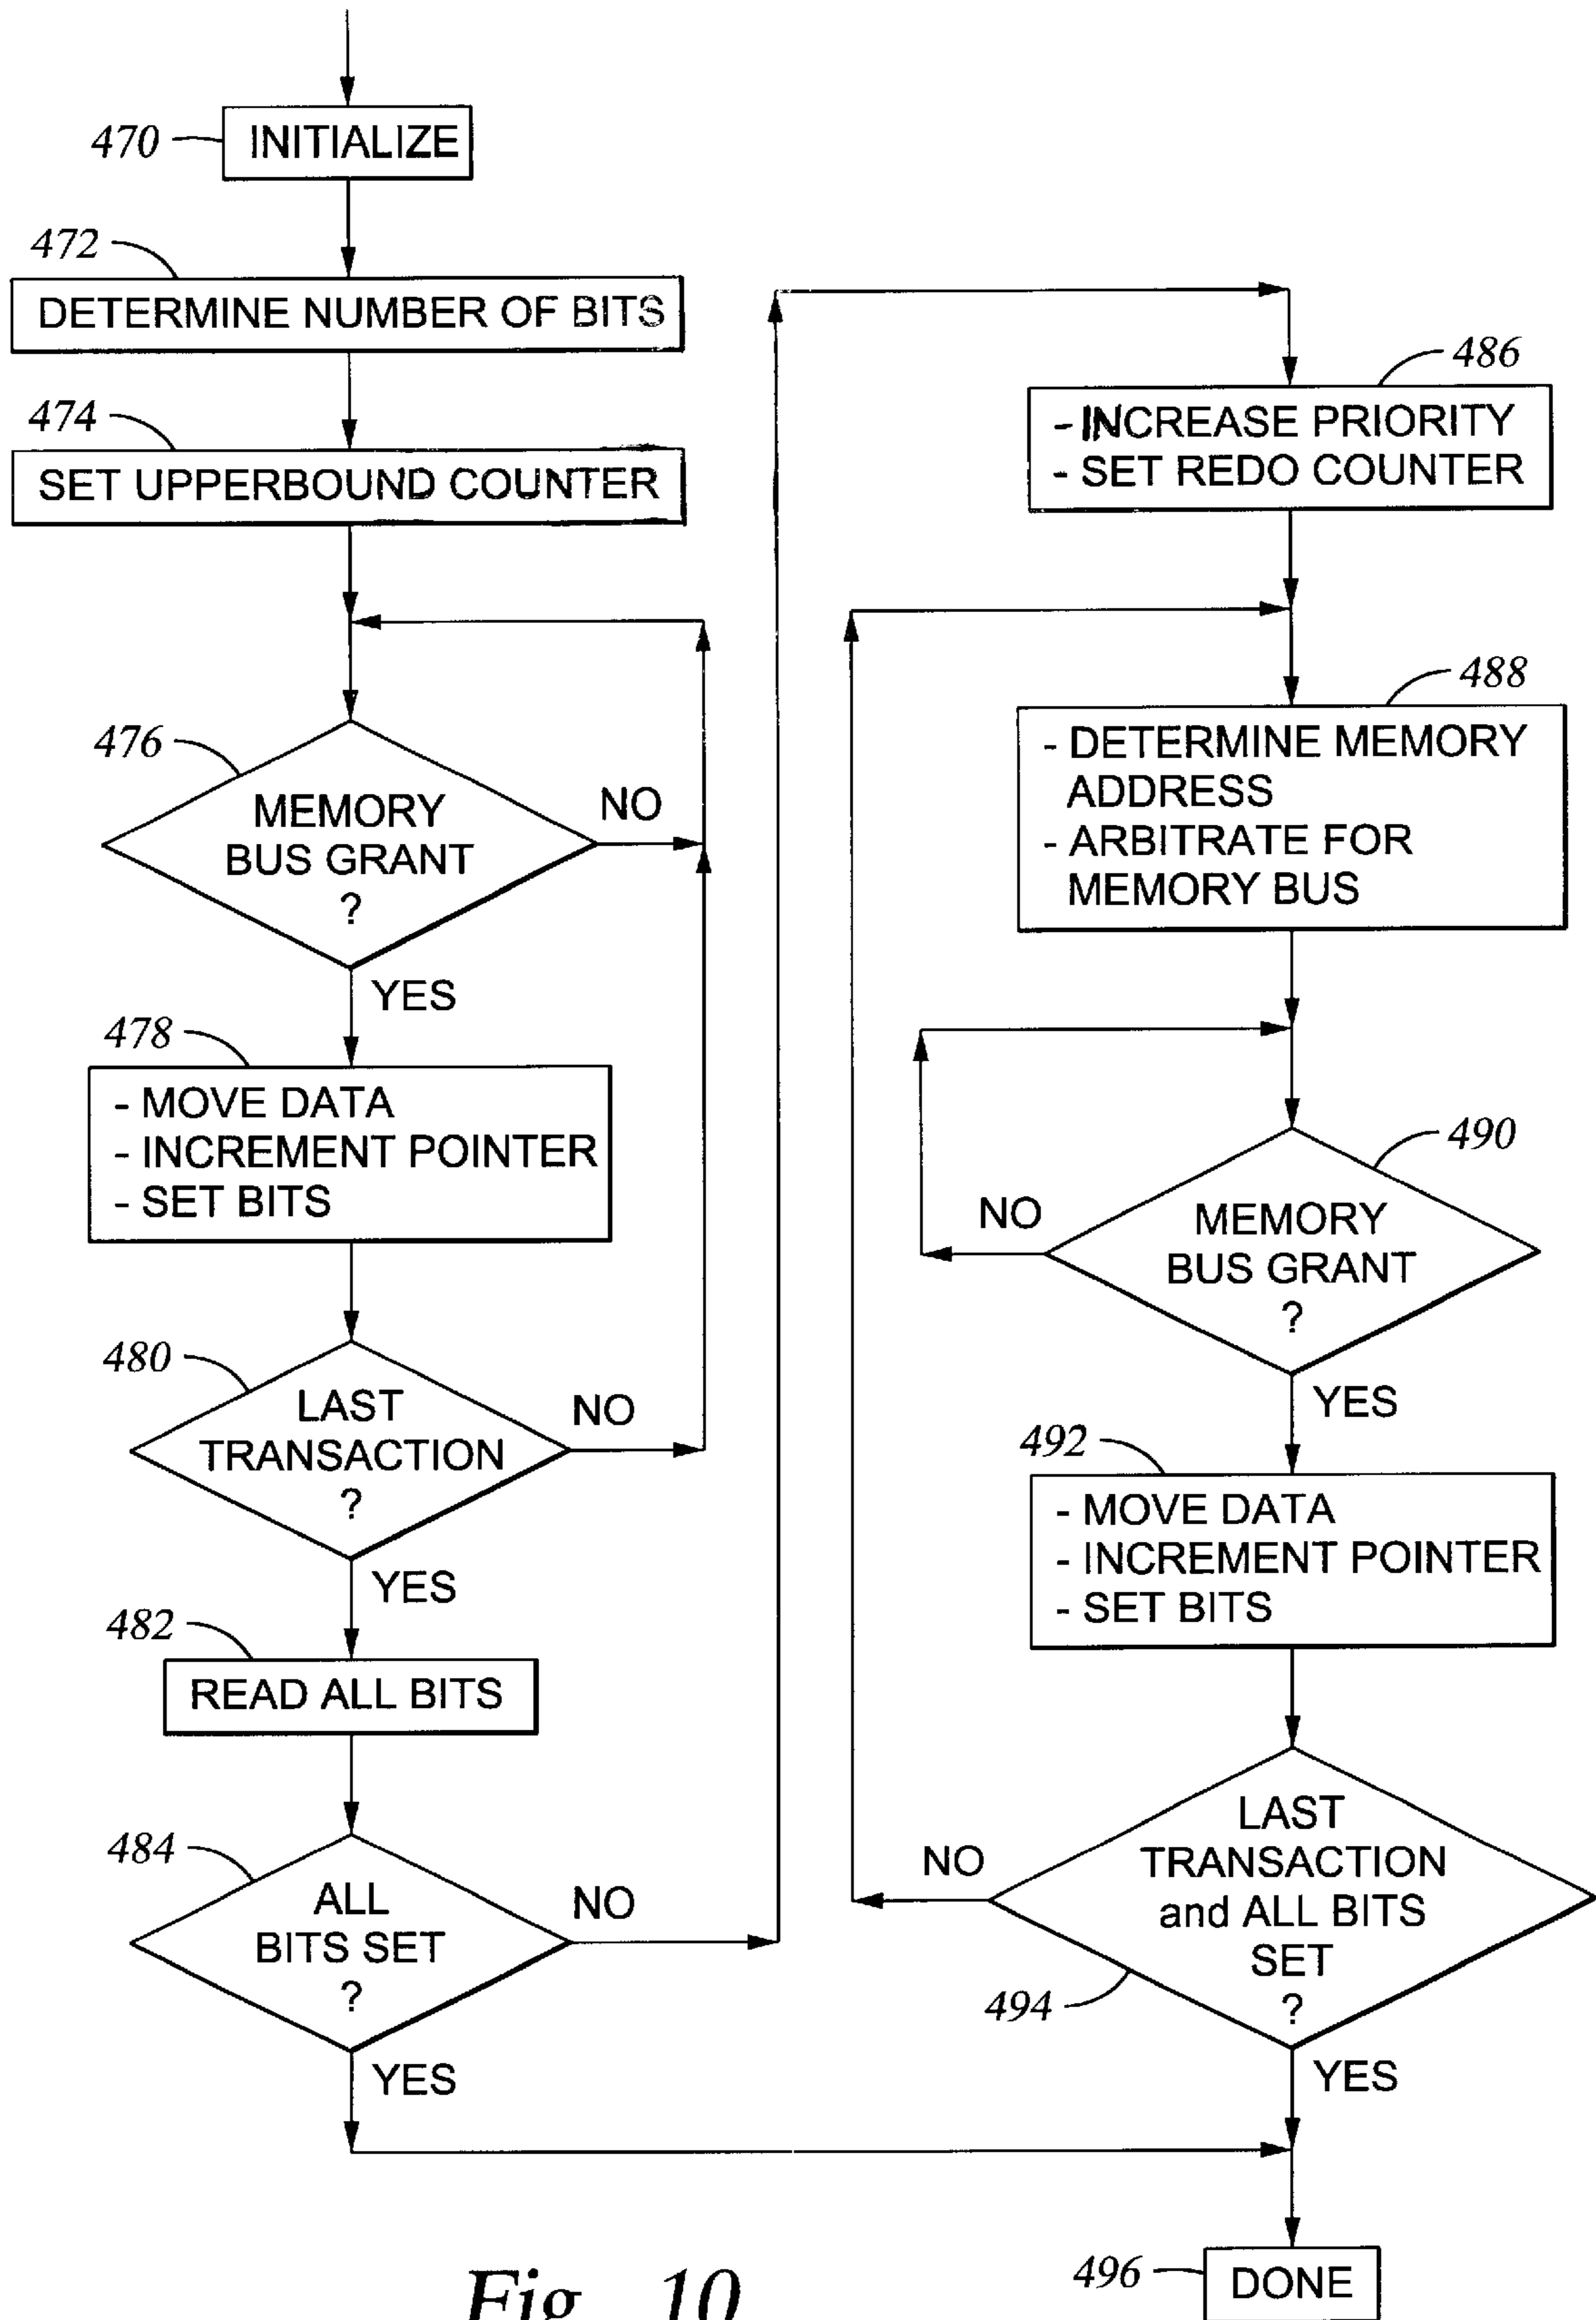 470
INITIALIZE
472
DETERMINE NUMBER OF BITS
474
SET UPPERBOUND COUNTER
476
MEMORY
BUS GRANT
?
NO
YES
478
- MOVE DATA
- INCREMENT POINTER
- SET BITS
480
LAST
TRANSACTION
?
NO
YES
482
READ ALL BITS
484
ALL
BITS SET
?
NO
YES
486
- INCREASE PRIORITY
- SET REDO COUNTER
488
- DETERMINE MEMORY
ADDRESS
- ARBITRATE FOR
MEMORY BUS
490
MEMORY
BUS GRANT
?
NO
YES
492
- MOVE DATA
- INCREMENT POINTER
- SET BITS
494
LAST
TRANSACTION
and ALL BITS
SET
?
NO
YES
496
DONE
Fig. 10